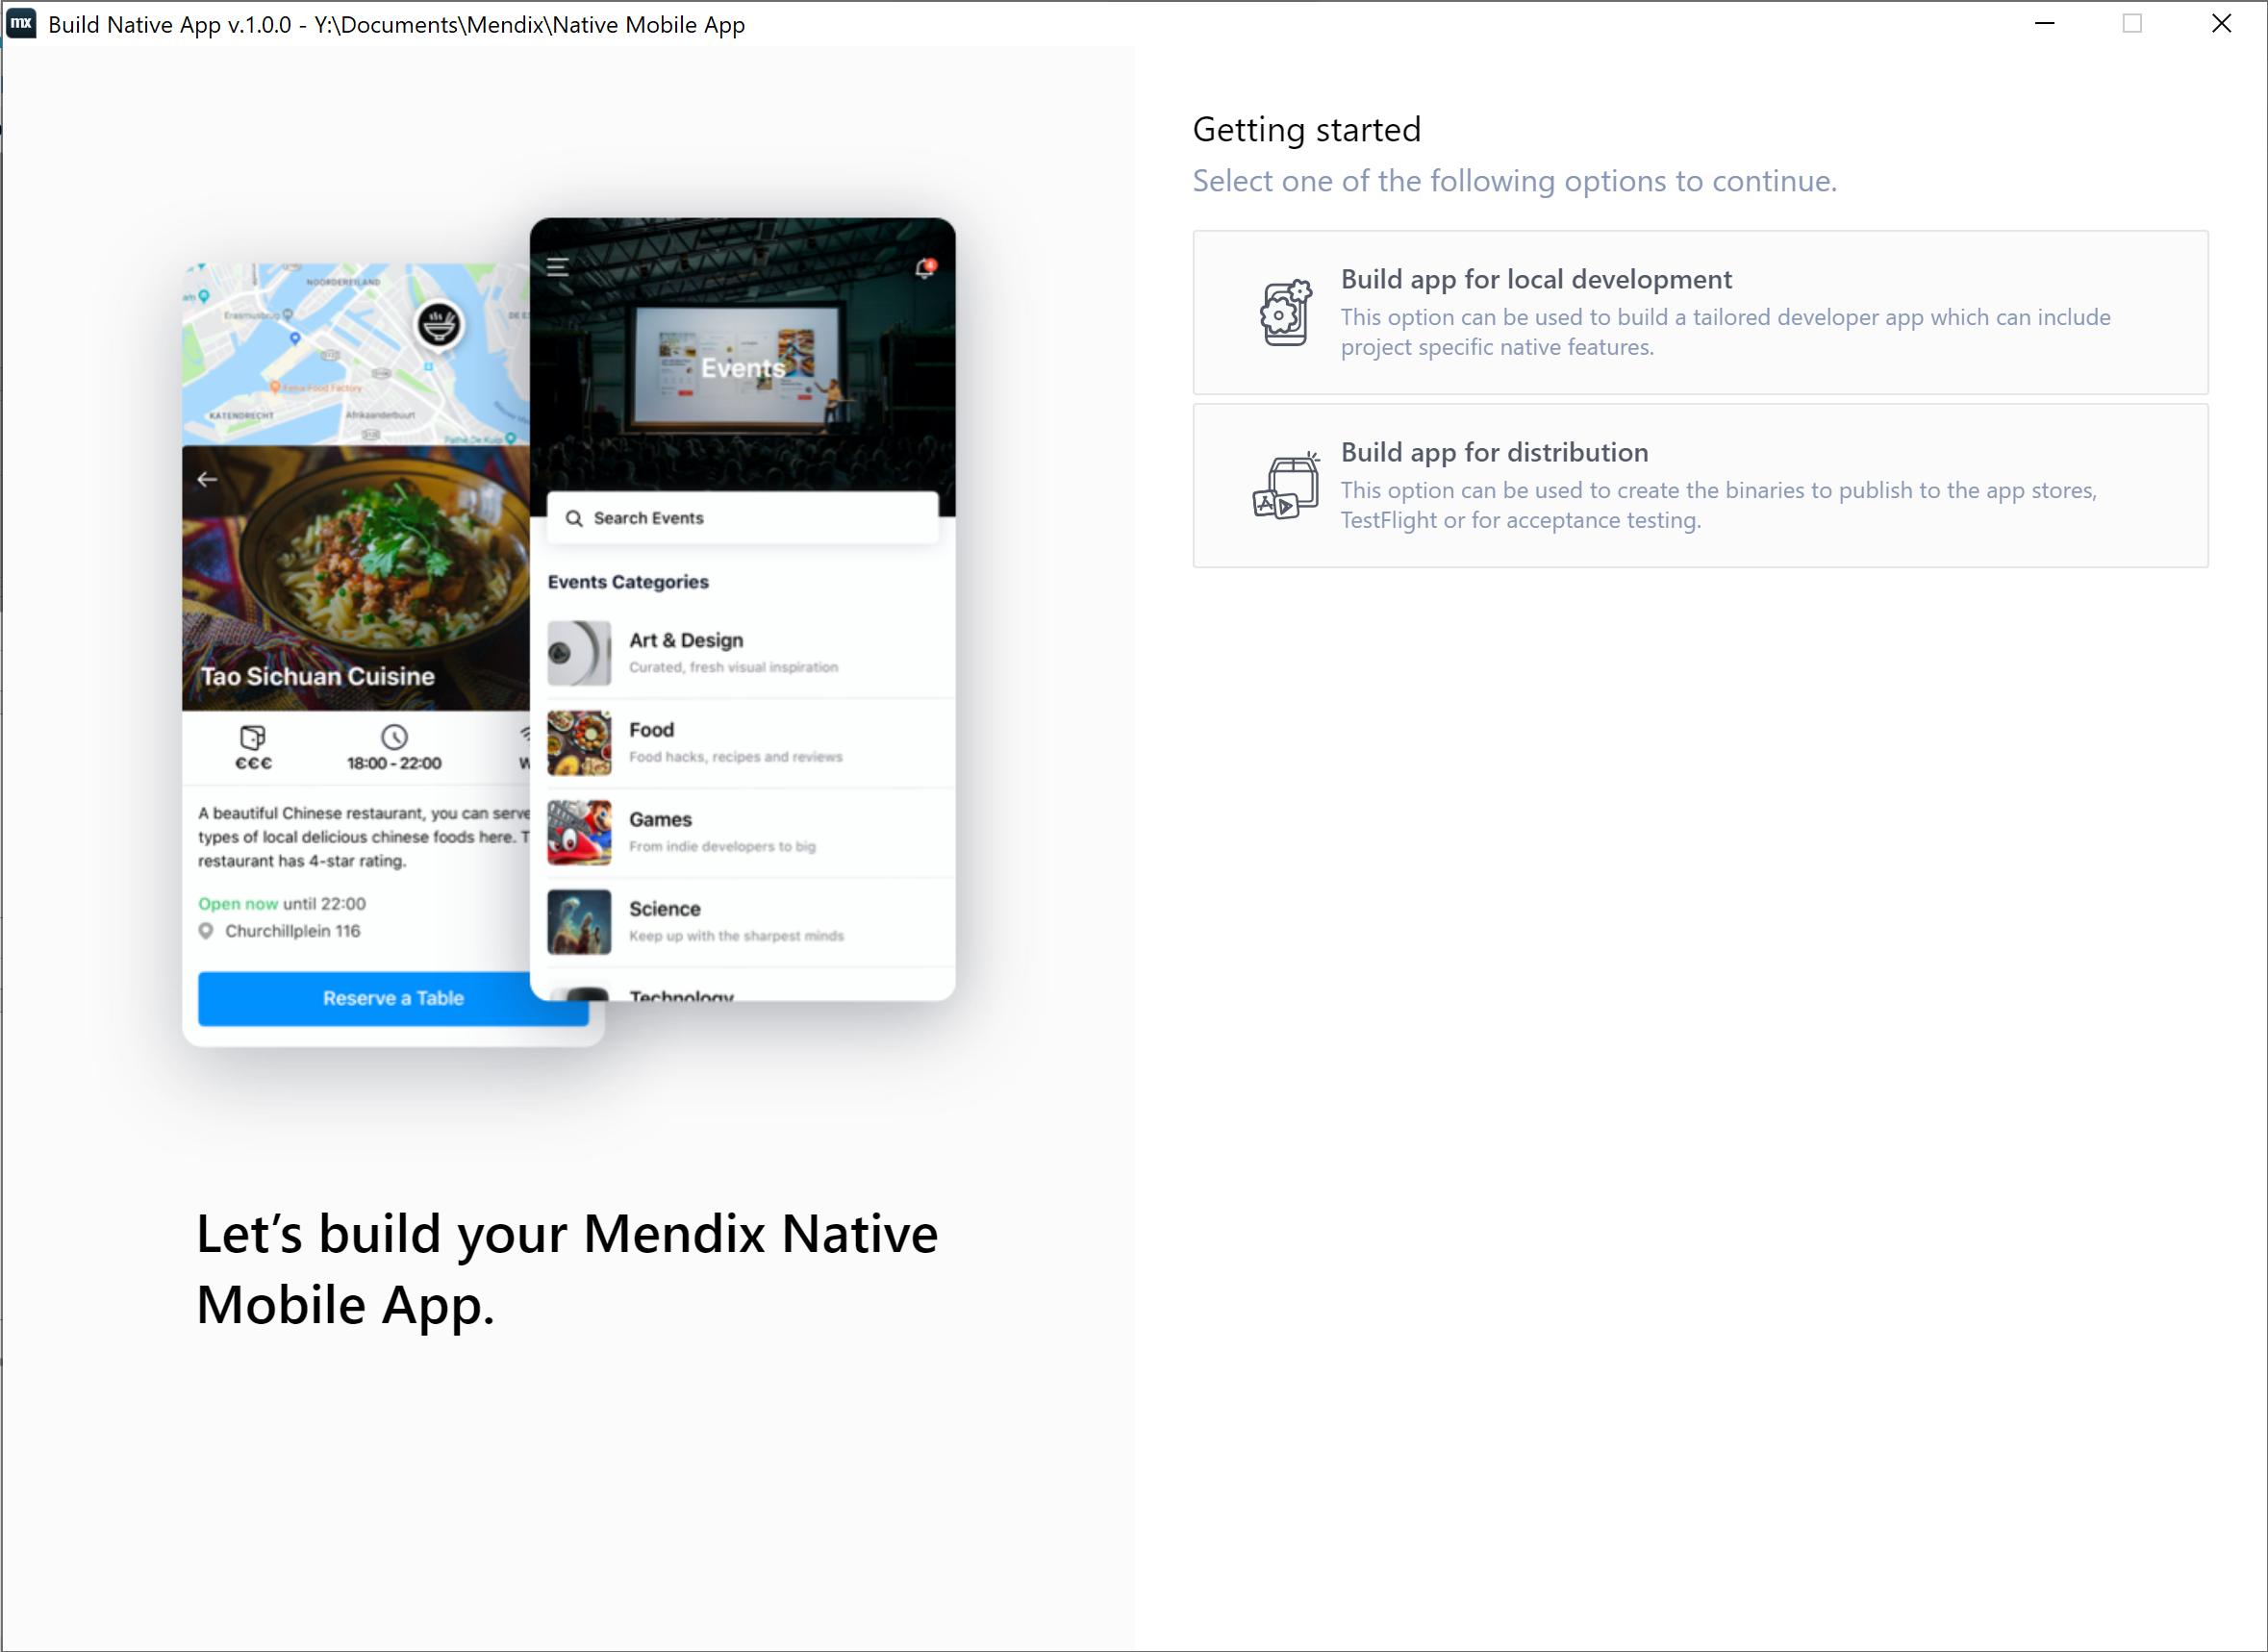 mx Build Native App v.1.0.0 - Y:\Documents\Mendix\Native Mobile App
NOORDEREILAND
Erasmusbrug
Fenix Food Factory
KATENDRECHT
Afrikaanderbuurt
Pathé De Kuip
Tao Sichuan Cuisine
€€€
18:00 - 22:00
A beautiful Chinese restaurant, you can serve
types of local delicious chinese foods here. T
restaurant has 4-star rating.
Open now until 22:00
Churchillplein 116
Reserve a Table
Events
Search Events
Events Categories
Art & Design
Curated, fresh visual inspiration
Food
Food hacks, recipes and reviews
Games
From indie developers to big
Science
Keep up with the sharpest minds
Technology
Let’s build your Mendix Native
Mobile App.
Getting started
Select one of the following options to continue.
Build app for local development
This option can be used to build a tailored developer app which can include
project specific native features.
Build app for distribution
This option can be used to create the binaries to publish to the app stores,
TestFlight or for acceptance testing.